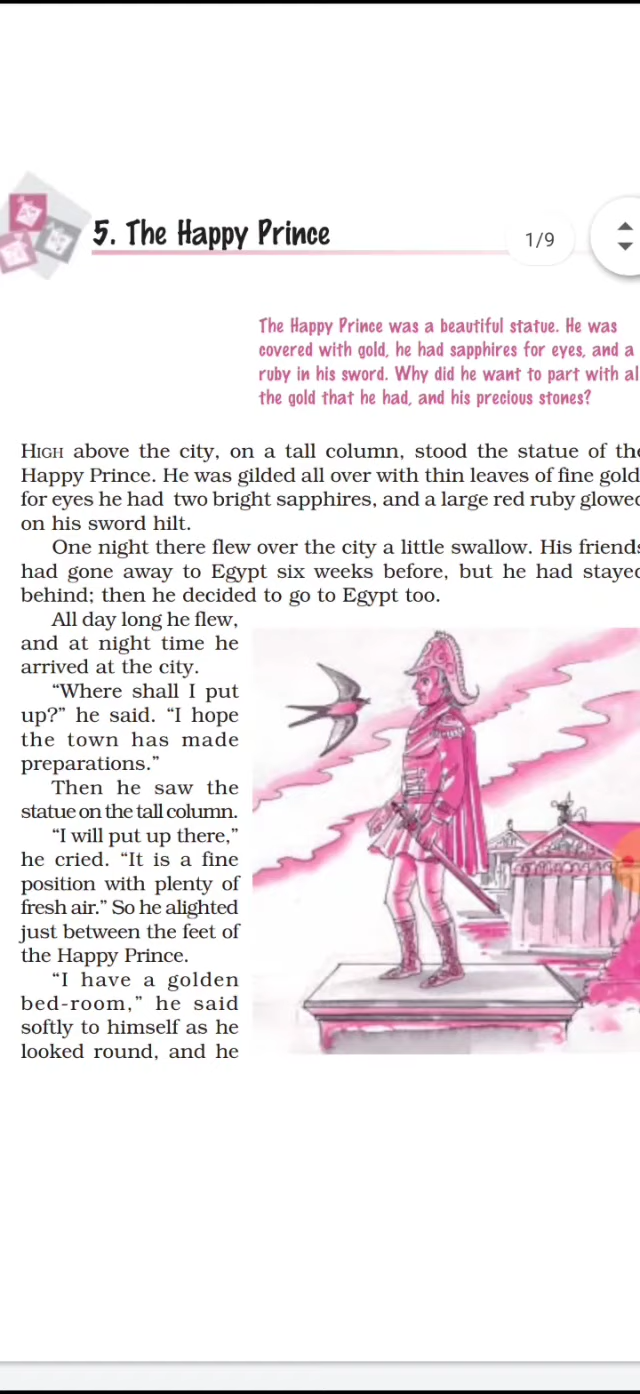 5. The Happy Prince
1/9
The Happy Prince was a beautiful statue. He was
covered with gold, he had sapphires for eyes, and a
ruby in his sword. Why did he want to part with al
the gold that he had, and his precious stones?
HIGH above the city, on a tall column, stood the statue of the
Happy Prince. He was gilded all over with thin leaves of fine gold
for eyes he had two bright sapphires, and a large red ruby glowed
on his sword hilt.
One night there flew over the city a little swallow. His friends
had gone away to Egypt six weeks before, but he had stayed
behind; then he decided to go to Egypt too.
All day long he flew,
and at night time he
arrived at the city.
“Where shall I put
up?” he said. “I hope
the town has made
preparations.”
Then he saw the
statue on the tall column.
“I will put up there,”
he cried. “It is a fine
position with plenty of
fresh air.” So he alighted
just between the feet of
the Happy Prince.
“I have a golden
bed-room,” he said
softly to himself as he
looked round, and he